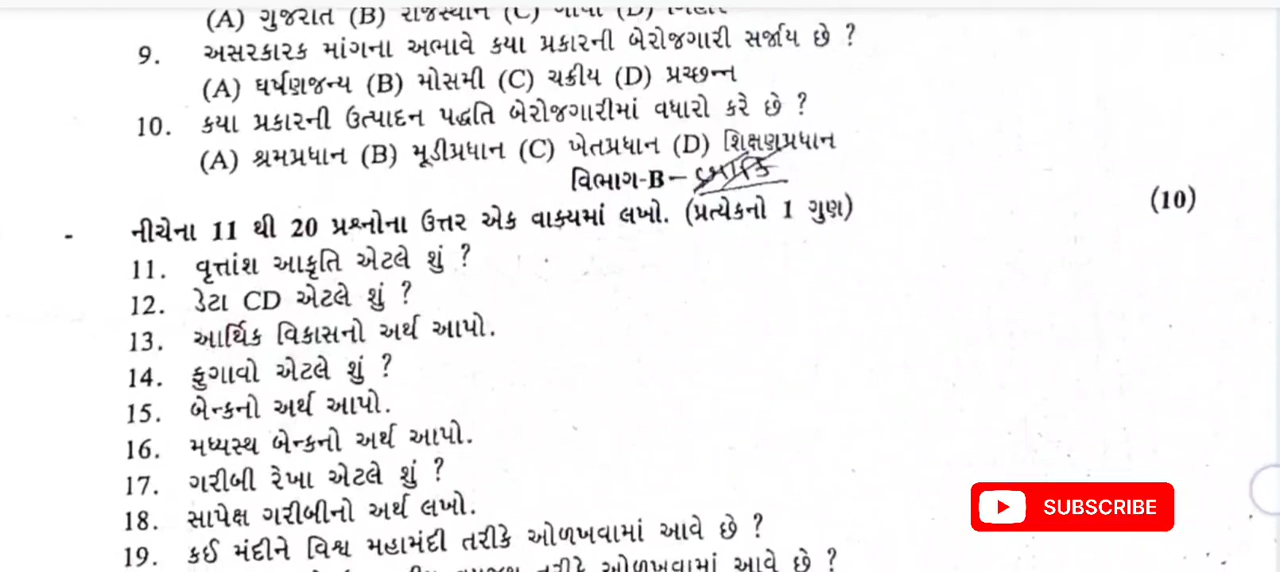 (A) ગુજરાત (B) રાજસ્થાન (C) ગોવા (D)
9. અસરકારક માંગના અભાવે કયા પ્રકારની બેરોજગારી સર્જાય છે ?
(A) ઘર્ષણજન્ય (B) મોસમી (C) ચક્રીય (D) પ્રચ્છન્ન
10. કયા પ્રકારની ઉત્પાદન પદ્ધતિ બેરોજગારીમાં વધારો કરે છે ?
(A) શ્રમપ્રધાન (B) મૂડીપ્રધાન (C) ખેતપ્રધાન (D) શિક્ષણપ્રધાન
વિભાગ-B –
- નીચેના 11 થી 20 પ્રશ્નોના ઉત્તર એક વાક્યમાં લખો. (પ્રત્યેકનો 1 ગુણ) (10)
11. વૃત્તાંશ આકૃતિ એટલે શું ?
12. ડેટા CD એટલે શું ?
13. આર્થિક વિકાસનો અર્થ આપો.
14. ફુગાવો એટલે શું ?
15. બેન્કનો અર્થ આપો.
16. મધ્યસ્થ બેન્કનો અર્થ આપો.
17. ગરીબી રેખા એટલે શું ?
18. સાપેક્ષ ગરીબીનો અર્થ લખો.
SUBSCRIBE
19. કઈ મંદીને વિશ્વ મહામંદી તરીકે ઓળખવામાં આવે છે ?
તરીકે ઓળખવામાં આવે છે ?